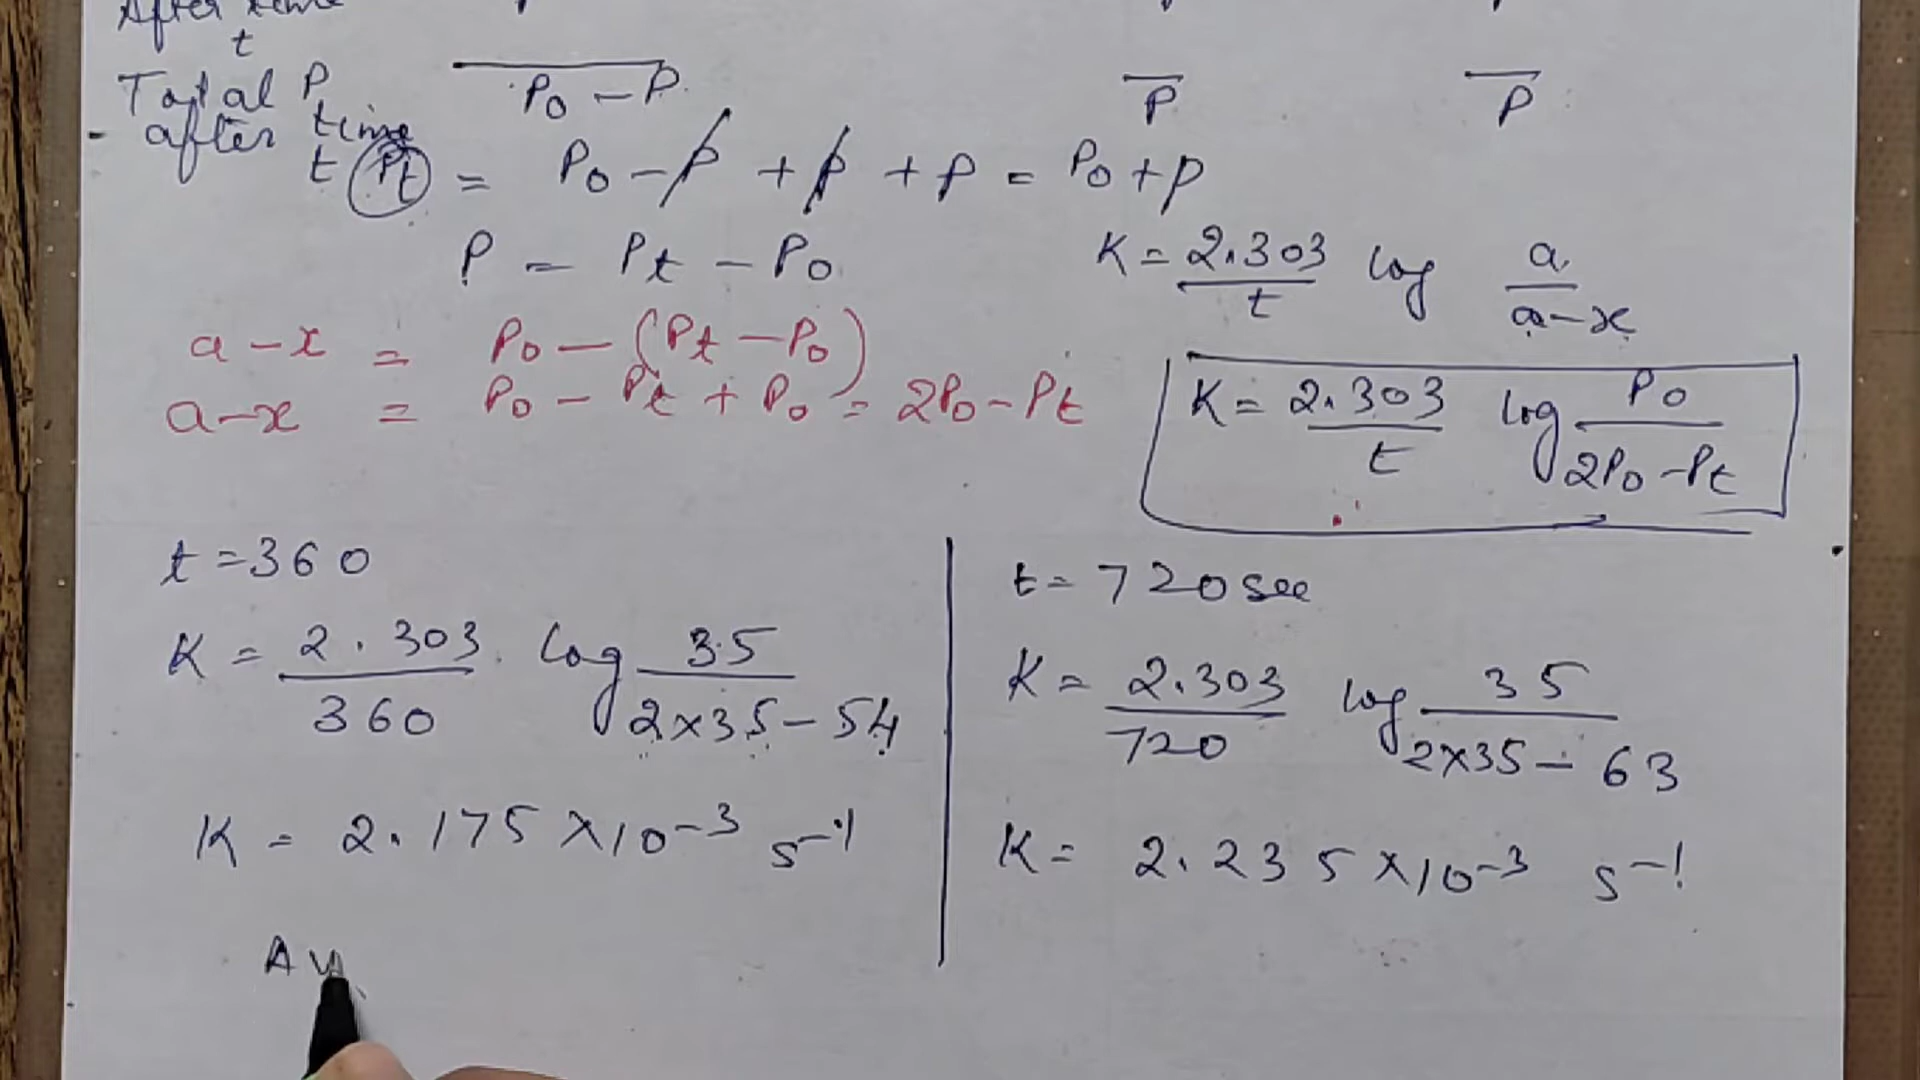 After time
t
Total P
after time
P₀ - P
P
P
t Pt = P₀ - p + p + p = P₀ + p
P = Pt - P₀
K = 2.303/t log a/a-x
a-x = P₀ - (Pt - P₀)
a-x = P₀ - Pt + P₀ = 2P₀ - Pt
K = 2.303/t log P₀/2P₀-Pt
t = 360
K = 2.303/360 log 35/2×35-54
K = 2.175 ×10⁻³ s⁻¹
t = 720 sec
K = 2.303/720 log 35/2×35-63
K = 2.235×10⁻³ s⁻¹
Av